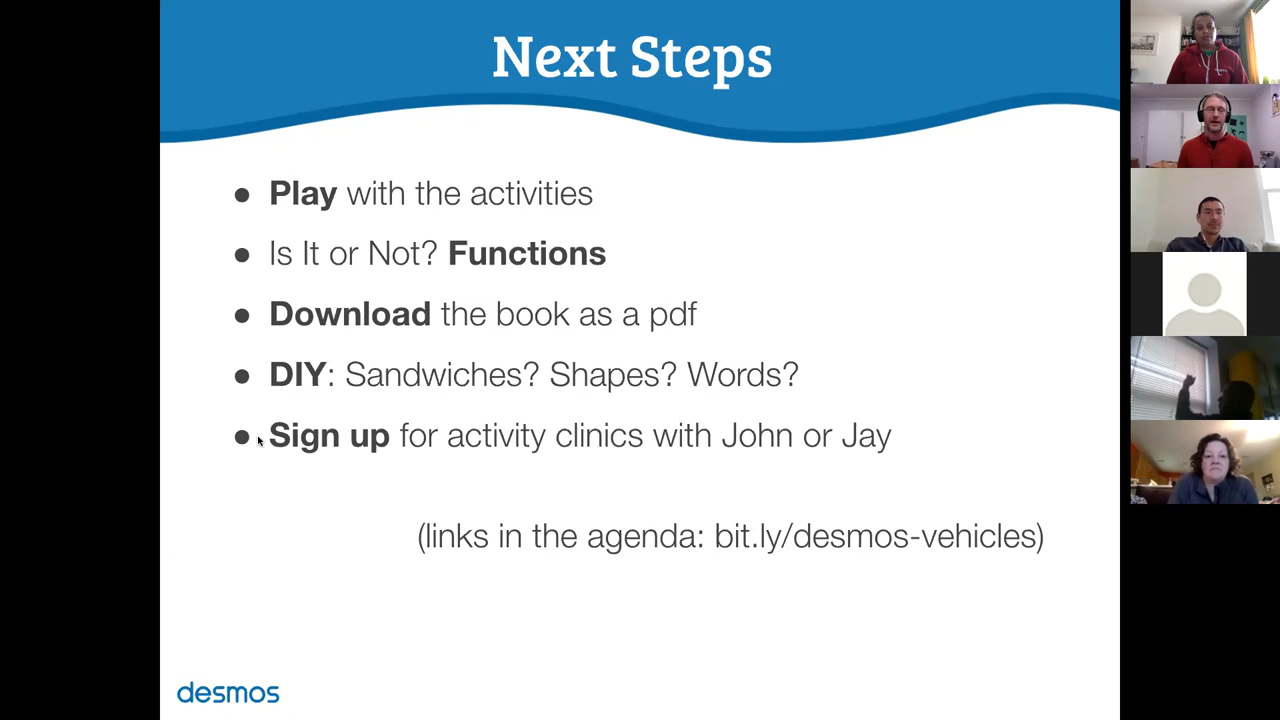 Next Steps
● Play with the activities
● Is It or Not? Functions
● Download the book as a pdf
● DIY: Sandwiches? Shapes? Words?
● Sign up for activity clinics with John or Jay
(links in the agenda: bit.ly/desmos-vehicles)
desmos